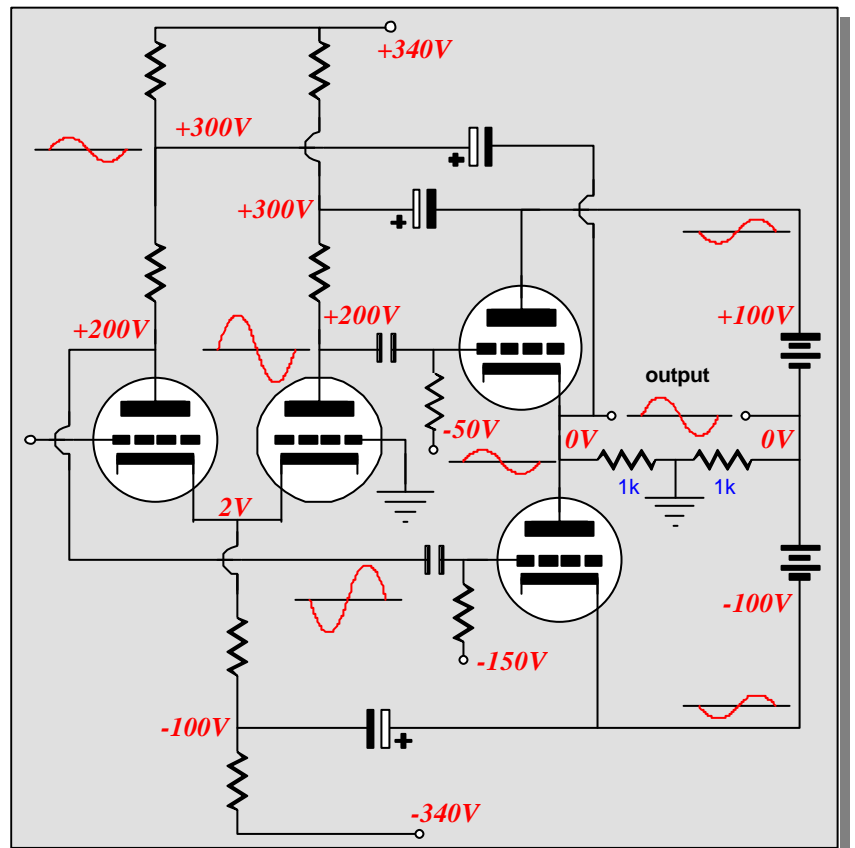 +340V
+300V
+300V
+200V
+200V
+100V
output
-50V
0V
0V
1k
1k
2V
-100V
-150V
-100V
-340V
+
+
+